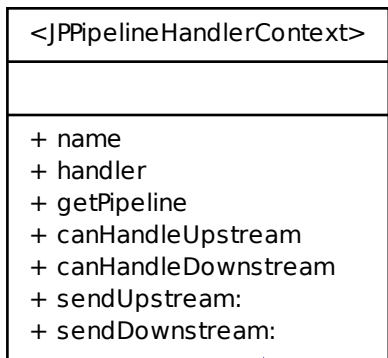 <JPPipelineHandlerContext>
+ name
+ handler
+ getPipeline
+ canHandleUpstream
+ canHandleDownstream
+ sendUpstream:
+ sendDownstream: